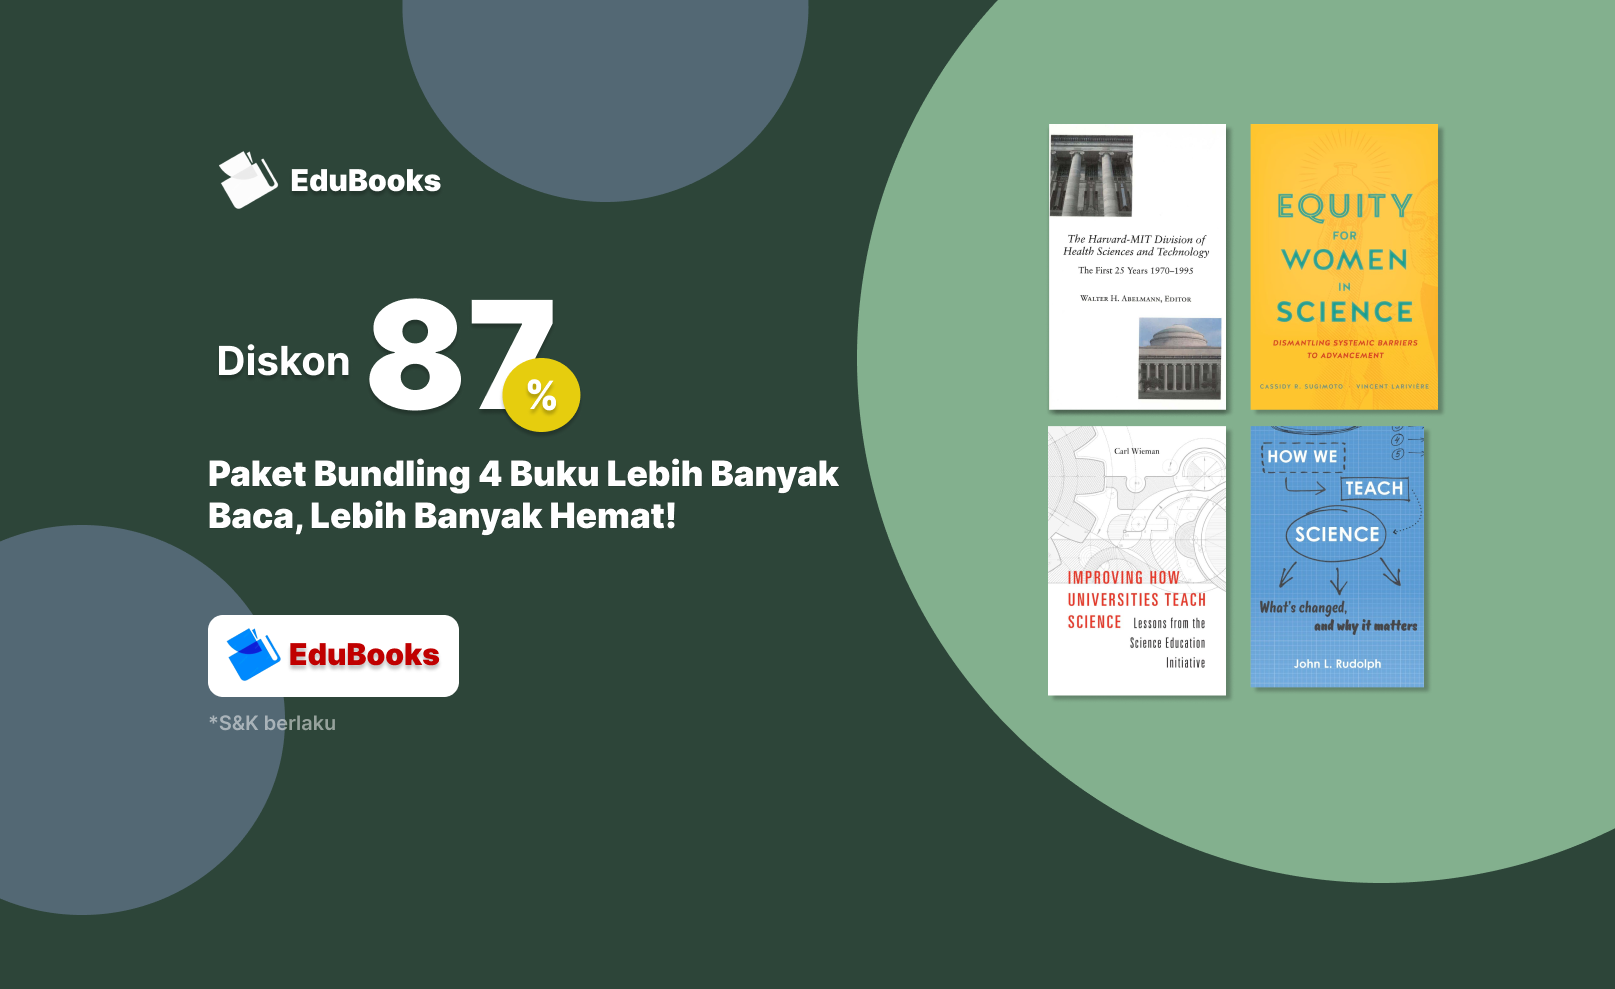 EduBooks
Diskon 87
%
Paket Bundling 4 Buku Lebih Banyak
Baca, Lebih Banyak Hemat!
EduBooks
*S&K berlaku
The Harvard-MIT Division of
Health Sciences and Technology
The First 25 Years 1970–1995
Walter H. Abelmann, Editor
EQUITY
FOR
WOMEN
IN
SCIENCE
DISMANTLING SYSTEMIC BARRIERS
TO ADVANCEMENT
CASSIDY R. SUGIMOTO · VINCENT LARIVIÈRE
Carl Wieman
IMPROVING HOW
UNIVERSITIES TEACH
SCIENCE Lessons from the
Science Education
Initiative
4
5
HOW WE
TEACH
SCIENCE
What's changed,
and why it matters
John L. Rudolph